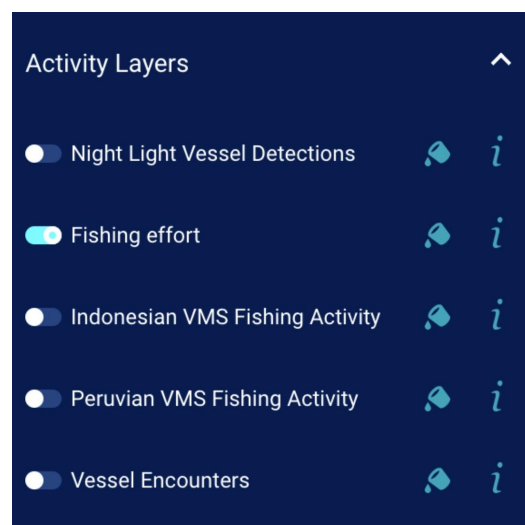 Activity Layers
Night Light Vessel Detections
Fishing effort
Indonesian VMS Fishing Activity
Peruvian VMS Fishing Activity
Vessel Encounters